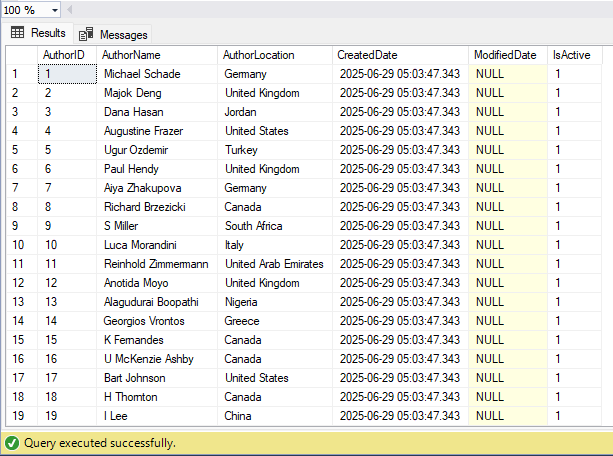 100 %
Results Messages
AuthorID AuthorName AuthorLocation CreatedDate ModifiedDate IsActive
1 1 Michael Schade Germany 2025-06-29 05:03:47.343 NULL 1
2 2 Majok Deng United Kingdom 2025-06-29 05:03:47.343 NULL 1
3 3 Dana Hasan Jordan 2025-06-29 05:03:47.343 NULL 1
4 4 Augustine Frazer United States 2025-06-29 05:03:47.343 NULL 1
5 5 Ugur Ozdemir Turkey 2025-06-29 05:03:47.343 NULL 1
6 6 Paul Hendy United Kingdom 2025-06-29 05:03:47.343 NULL 1
7 7 Aiya Zhakupova Germany 2025-06-29 05:03:47.343 NULL 1
8 8 Richard Brzezicki Canada 2025-06-29 05:03:47.343 NULL 1
9 9 S Miller South Africa 2025-06-29 05:03:47.343 NULL 1
10 10 Luca Morandini Italy 2025-06-29 05:03:47.343 NULL 1
11 11 Reinhold Zimmermann United Arab Emirates 2025-06-29 05:03:47.343 NULL 1
12 12 Anotida Moyo United Kingdom 2025-06-29 05:03:47.343 NULL 1
13 13 Alagudurai Boopathi Nigeria 2025-06-29 05:03:47.343 NULL 1
14 14 Georgios Vrontos Greece 2025-06-29 05:03:47.343 NULL 1
15 15 K Fernandes Canada 2025-06-29 05:03:47.343 NULL 1
16 16 U McKenzie Ashby Canada 2025-06-29 05:03:47.343 NULL 1
17 17 Bart Johnson United States 2025-06-29 05:03:47.343 NULL 1
18 18 H Thornton Canada 2025-06-29 05:03:47.343 NULL 1
19 19 I Lee China 2025-06-29 05:03:47.343 NULL 1
Query executed successfully.